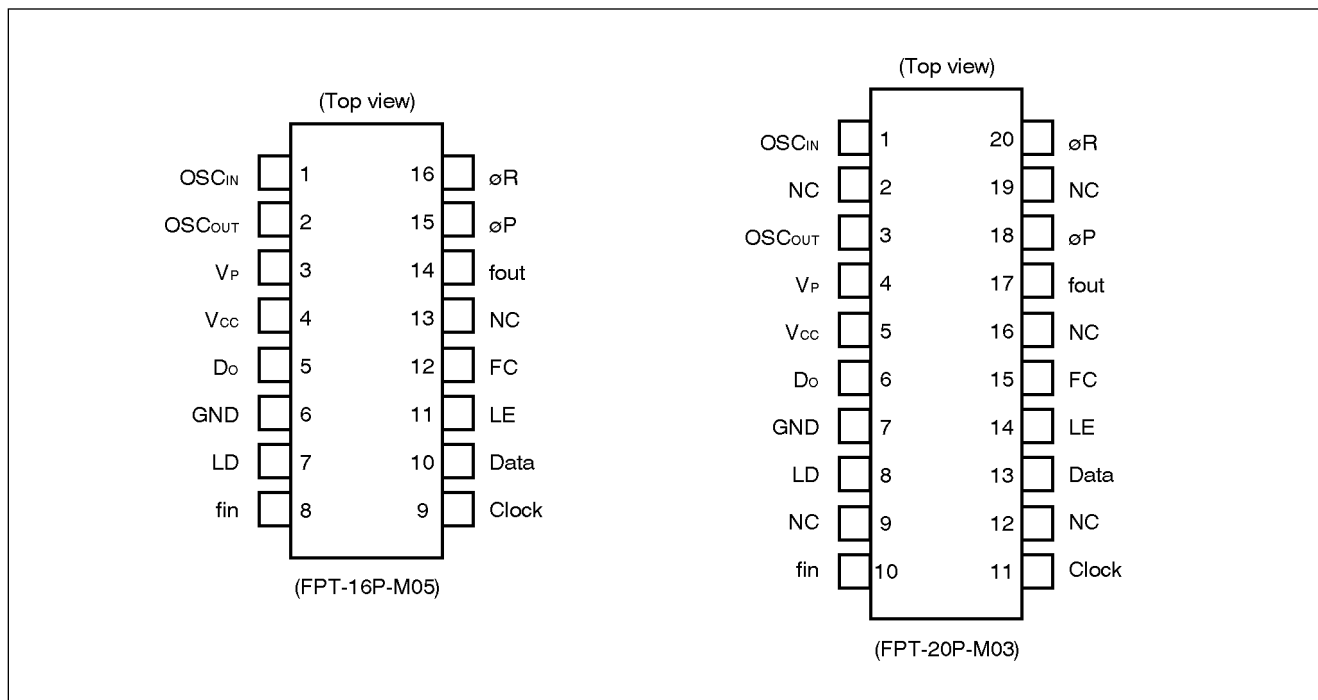 (Top view)
OSCIN 1 16 øR
OSCOUT 2 15 øP
VP 3 14 fout
VCC 4 13 NC
DO 5 12 FC
GND 6 11 LE
LD 7 10 Data
fin 8 9 Clock
(FPT-16P-M05)
(Top view)
OSCIN 1 20 øR
NC 2 19 NC
OSCOUT 3 18 øP
VP 4 17 fout
VCC 5 16 NC
DO 6 15 FC
GND 7 14 LE
LD 8 13 Data
NC 9 12 NC
fin 10 11 Clock
(FPT-20P-M03)